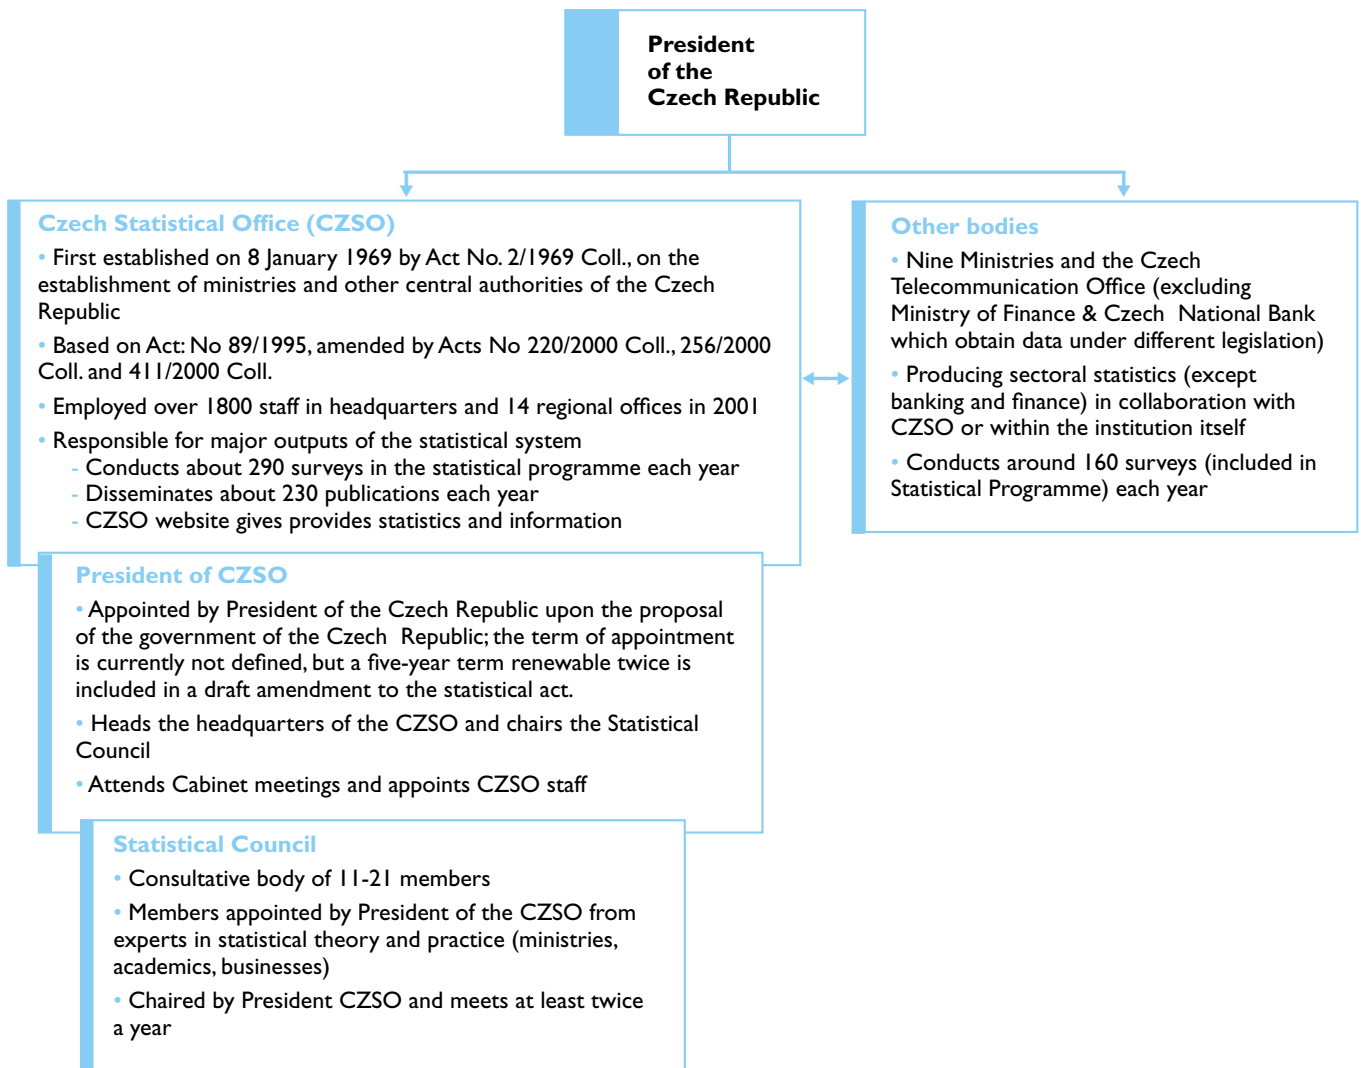 President
of the
Czech Republic
Czech Statistical Office (CZSO)
• First established on 8 January 1969 by Act No. 2/1969 Coll., on the
establishment of ministries and other central authorities of the Czech
Republic
• Based on Act: No 89/1995, amended by Acts No 220/2000 Coll., 256/2000
Coll. and 411/2000 Coll.
• Employed over 1800 staff in headquarters and 14 regional offices in 2001
• Responsible for major outputs of the statistical system
- Conducts about 290 surveys in the statistical programme each year
- Disseminates about 230 publications each year
- CZSO website gives provides statistics and information
Other bodies
• Nine Ministries and the Czech
Telecommunication Office (excluding
Ministry of Finance & Czech National Bank
which obtain data under different legislation)
• Producing sectoral statistics (except
banking and finance) in collaboration with
CZSO or within the institution itself
• Conducts around 160 surveys (included in
Statistical Programme) each year
President of CZSO
• Appointed by President of the Czech Republic upon the proposal
of the government of the Czech Republic; the term of appointment
is currently not defined, but a five-year term renewable twice is
included in a draft amendment to the statistical act.
• Heads the headquarters of the CZSO and chairs the Statistical
Council
• Attends Cabinet meetings and appoints CZSO staff
Statistical Council
• Consultative body of 11-21 members
• Members appointed by President of the CZSO from
experts in statistical theory and practice (ministries,
academics, businesses)
• Chaired by President CZSO and meets at least twice
a year